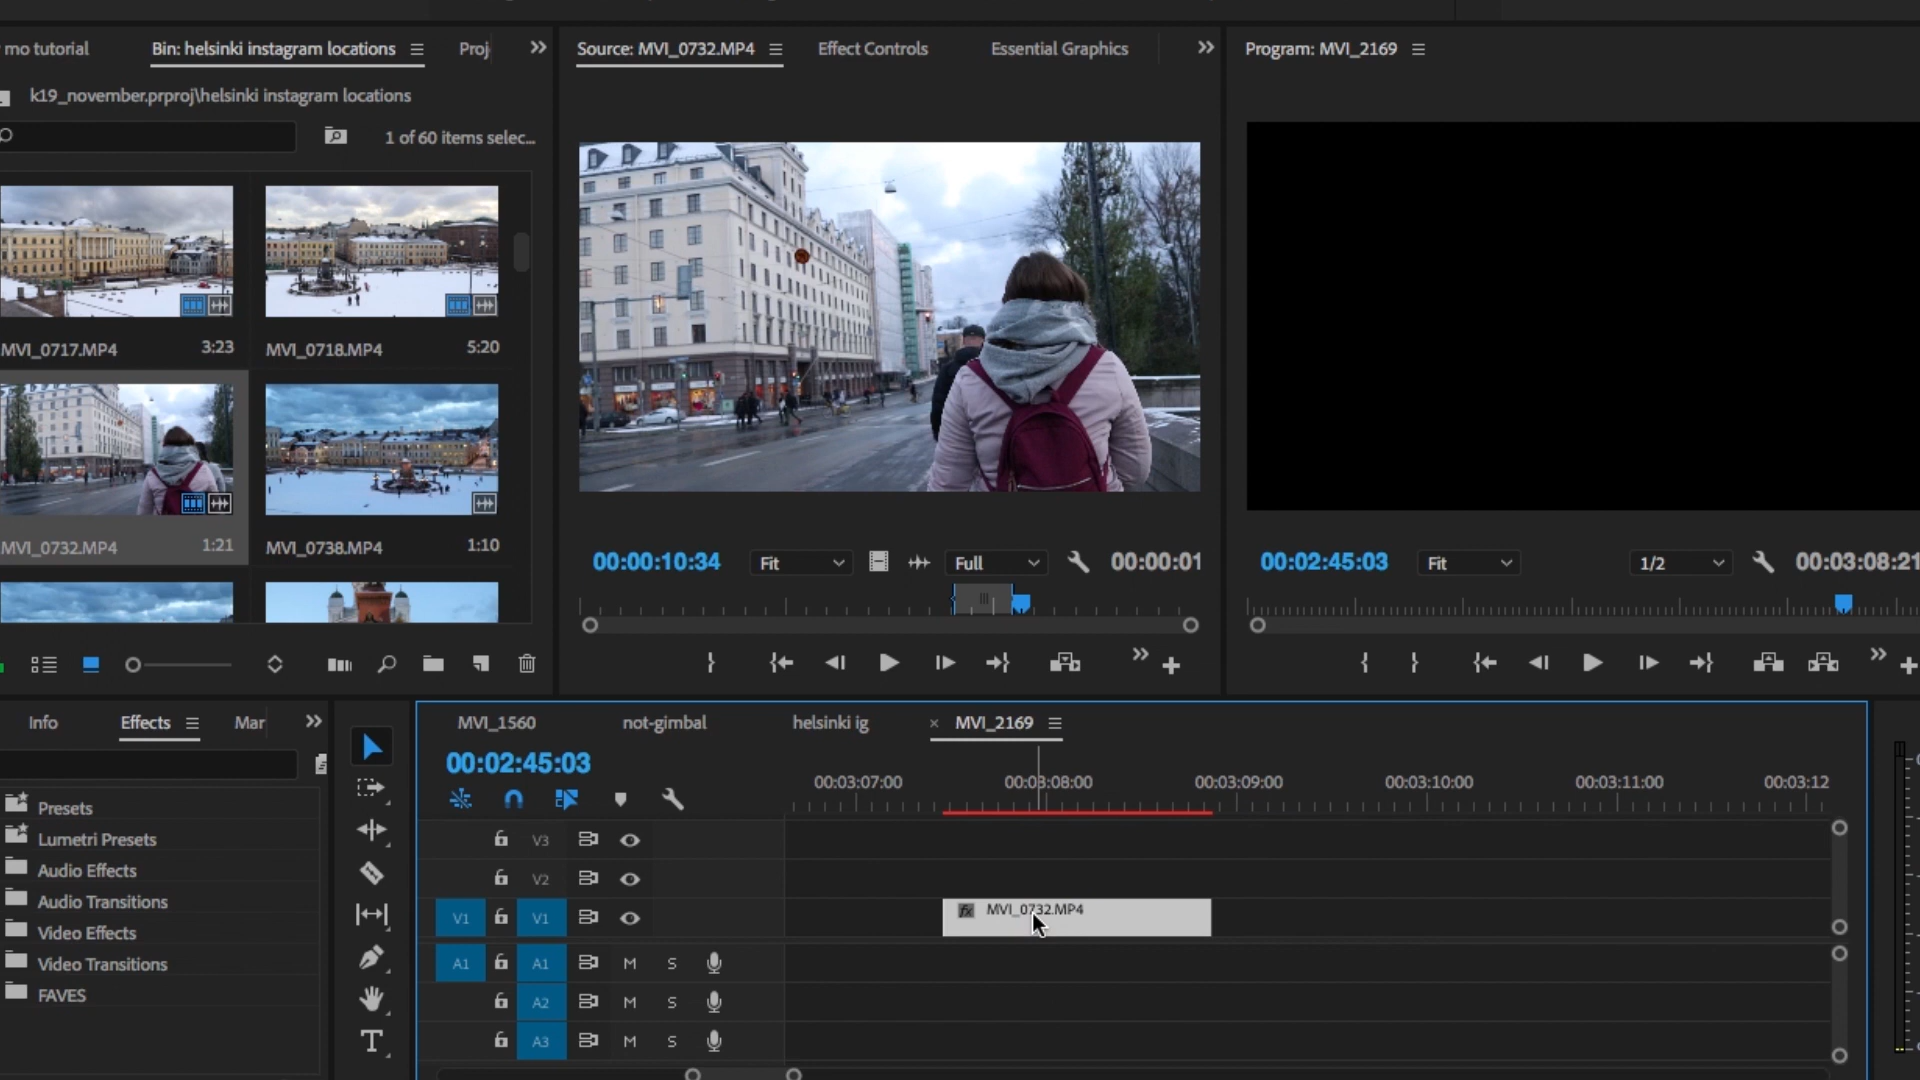 mo tutorial
Bin: helsinki instagram locations
Proj
k19_november.prproj\helsinki instagram locations
1 of 60 items selec...
MVI_0717.MP4 3:23
MVI_0718.MP4 5:20
MVI_0732.MP4 1:21
MVI_0738.MP4 1:10
Source: MVI_0732.MP4
Effect Controls
Essential Graphics
00:00:10:34
Fit
Full
00:00:01
Program: MVI_2169
00:02:45:03
Fit
1/2
00:03:08:21
Info
Effects
Mar
Presets
Lumetri Presets
Audio Effects
Audio Transitions
Video Effects
Video Transitions
FAVES
T
MVI_1560
not-gimbal
helsinki ig
× MVI_2169
00:02:45:03
00:03:07:00 00:03:08:00 00:03:09:00 00:03:10:00 00:03:11:00 00:03:12
V3
V2
V1 V1
fx MVI_0732.MP4
A1 A1 M S
A2 M S
A3 M S